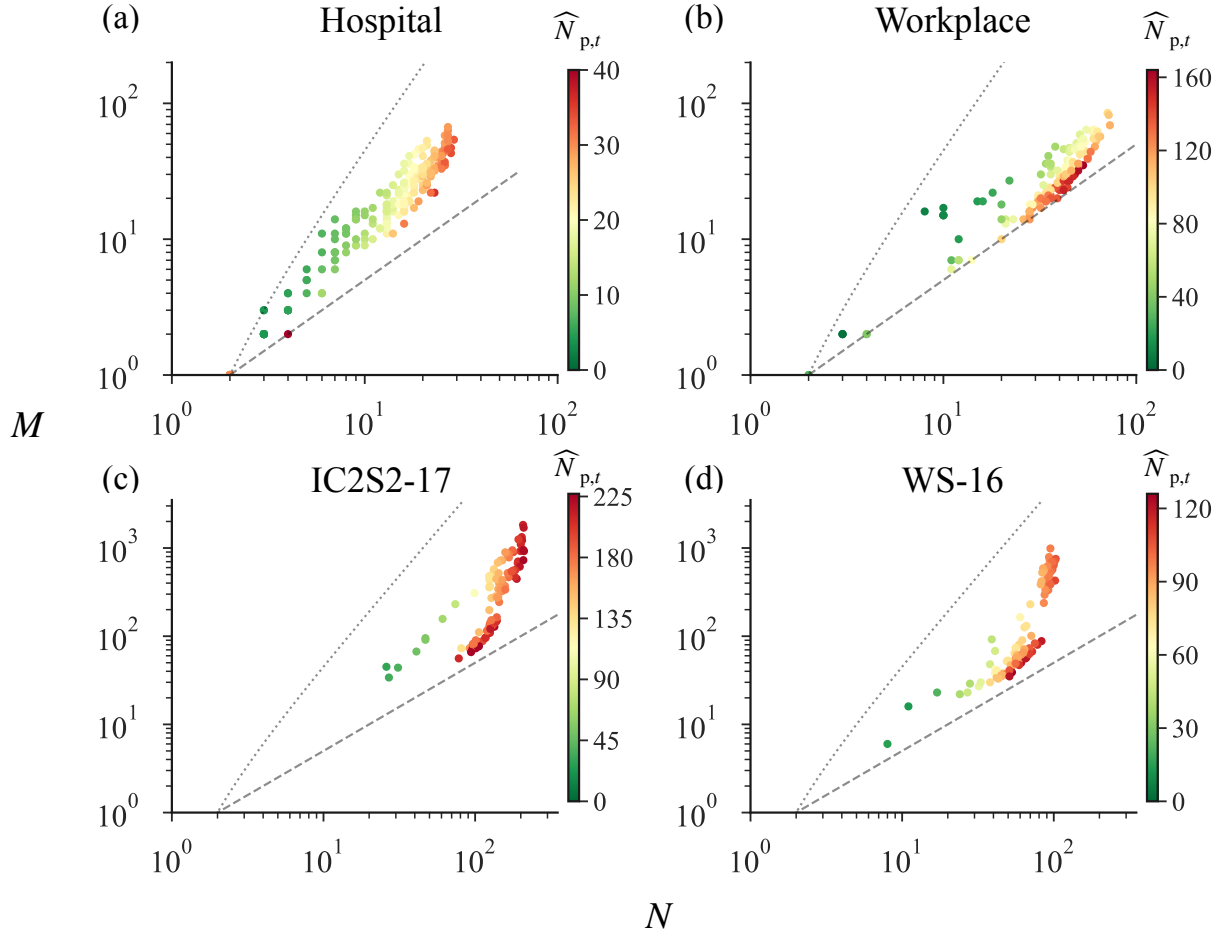 (a) Hospital N̂p,t (b) Workplace N̂p,t
10² 40 10² 160
30 120
10¹ 20 10¹ 80
10 40
10⁰ 0 10⁰ 0
10⁰ 10¹ 10² 10⁰ 10¹ 10²
M
(c) IC2S2-17 N̂p,t (d) WS-16 N̂p,t
225 120
10³ 180 10³ 90
10² 135 10² 60
90
10¹ 45 10¹ 30
10⁰ 0 10⁰ 0
10⁰ 10¹ 10² 10⁰ 10¹ 10²
N